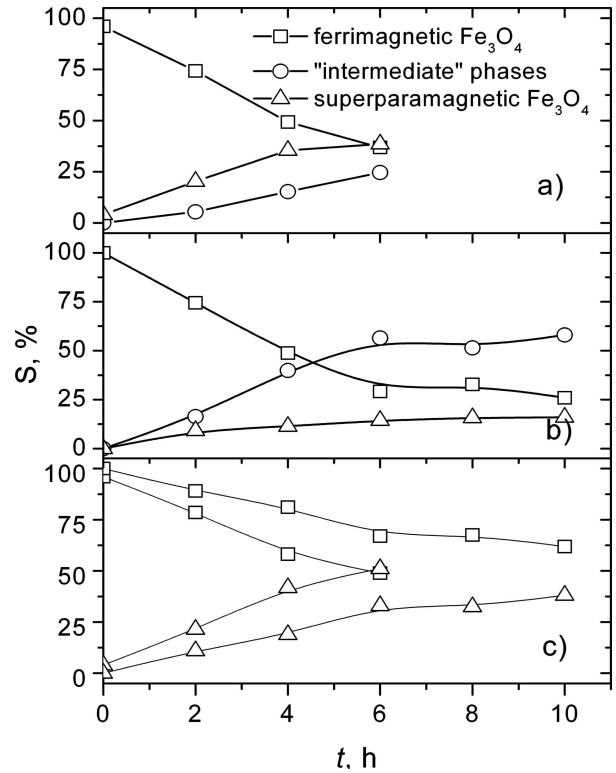 100
75
50
25
0
ferrimagnetic Fe₃O₄
"intermediate" phases
superparamagnetic Fe₃O₄
a)
100
75
50
25
0
b)
S, %
100
75
50
25
0
c)
0 2 4 6 8 10
t, h